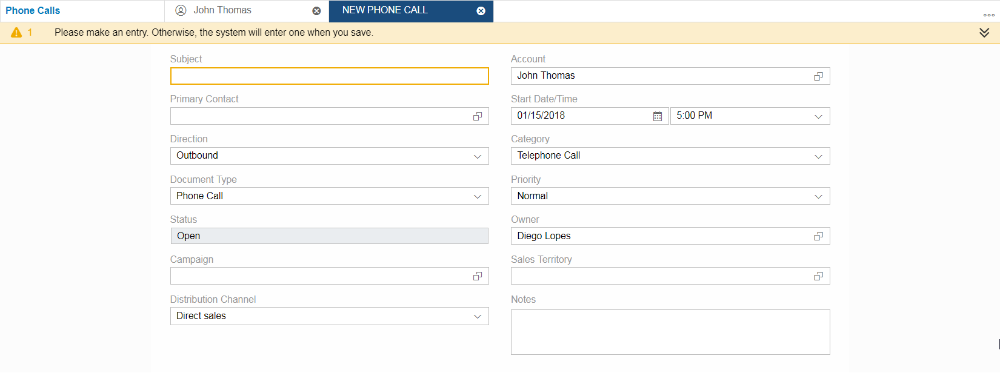 Phone Calls
John Thomas
NEW PHONE CALL
1 Please make an entry. Otherwise, the system will enter one when you save.
Subject
Account
John Thomas
Primary Contact
Start Date/Time
01/15/2018
5:00 PM
Direction
Outbound
Category
Telephone Call
Document Type
Phone Call
Priority
Normal
Status
Open
Owner
Diego Lopes
Campaign
Sales Territory
Distribution Channel
Direct sales
Notes